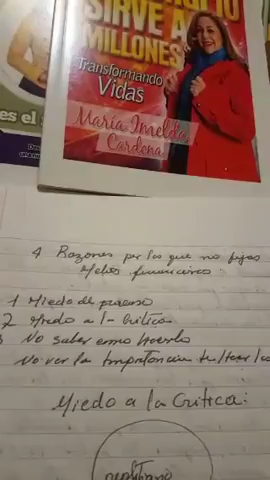 SIRVE A
MILLONES
Transformando
Vidas
María Imelda
Cardona
es el
4 Razones por las que no fijas
Metas financieras:
1 Miedo al fracaso
2 Miedo a la Critica
3 No saber como hacerlo
No ver la importancia
Miedo a la Critica: